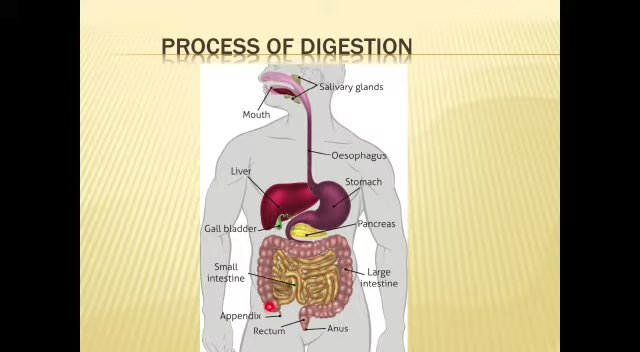 PROCESS OF DIGESTION
Salivary glands
Mouth
Oesophagus
Liver
Stomach
Gall bladder
Pancreas
Small
intestine
Large
intestine
Appendix
Rectum
Anus